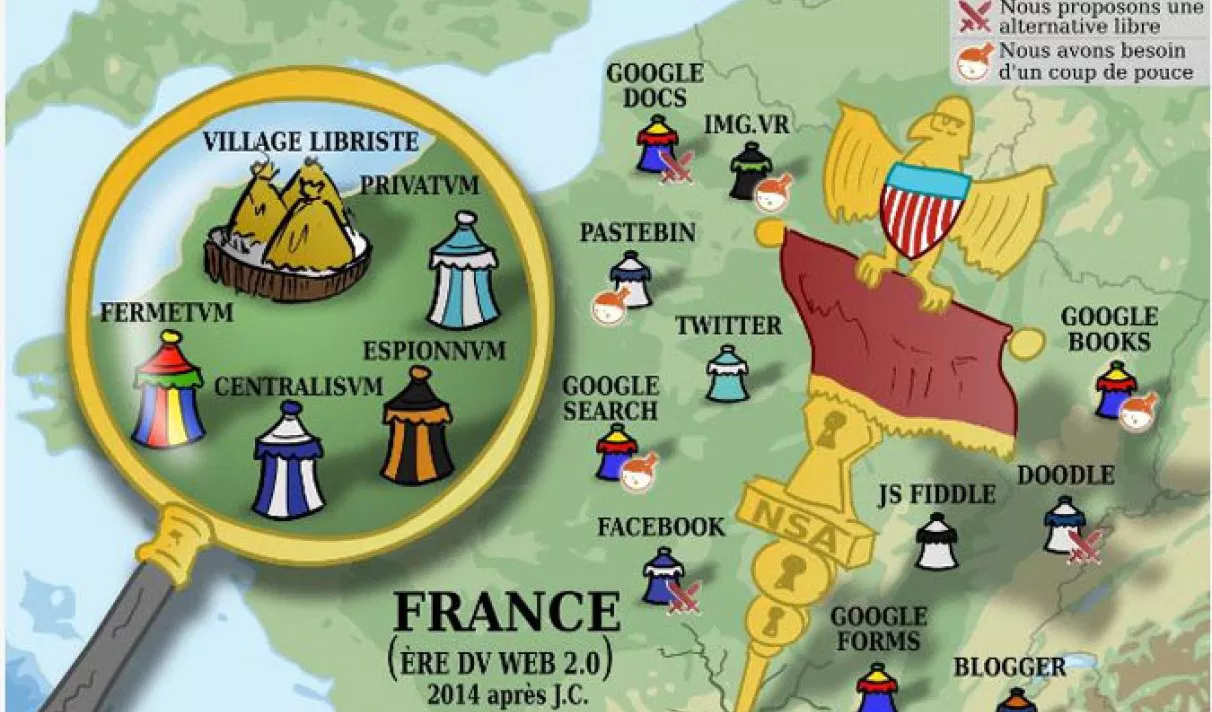 Nous proposons une
alternative libre
Nous avons besoin
d'un coup de pouce
VILLAGE LIBRISTE
PRIVATVM
FERMETVM
ESPIONNVM
CENTRALISVM
GOOGLE
DOCS
IMG.VR
PASTEBIN
TWITTER
GOOGLE
SEARCH
GOOGLE
BOOKS
JS FIDDLE
DOODLE
NSA
FACEBOOK
GOOGLE
FORMS
BLOGGER
FRANCE
(ÈRE DV WEB 2.0)
2014 après J.C.